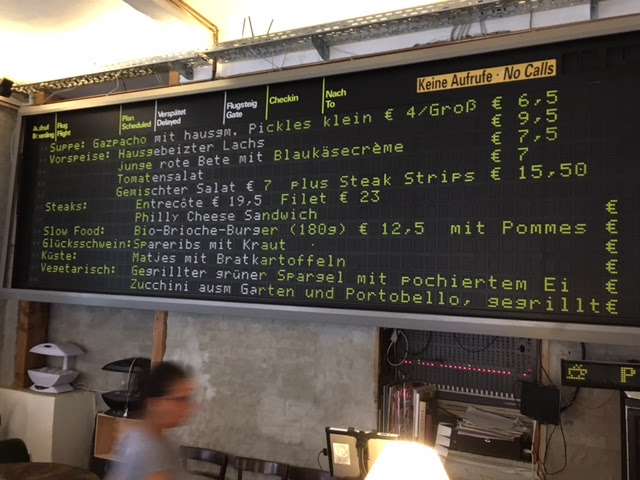 Keine Aufrufe · No Calls
Aufruf Boarding
Flug Flight
Plan Scheduled
Verspätet Delayed
Flugsteig Gate
Checkin
Nach To
Suppe: Gazpacho mit hausgm. Pickles klein € 4/Groß € 6,5
Vorspeise: Hausgebeizter Lachs € 9,5
junge rote Bete mit Blaukäsecrème € 7,5
Tomatensalat € 7
Gemischter Salat € 7 plus Steak Strips € 15,50
Steaks: Entrecôte € 19,5 Filet € 23
Philly Cheese Sandwich €
Slow Food: Bio-Brioche-Burger (180g) € 12,5 mit Pommes €
Glücksschwein: Spareribs mit Kraut €
Küste: Matjes mit Bratkartoffeln €
Vegetarisch: Gegrillter grüner Spargel mit pochiertem Ei €
Zucchini ausm Garten und Portobello, gegrillt €
P